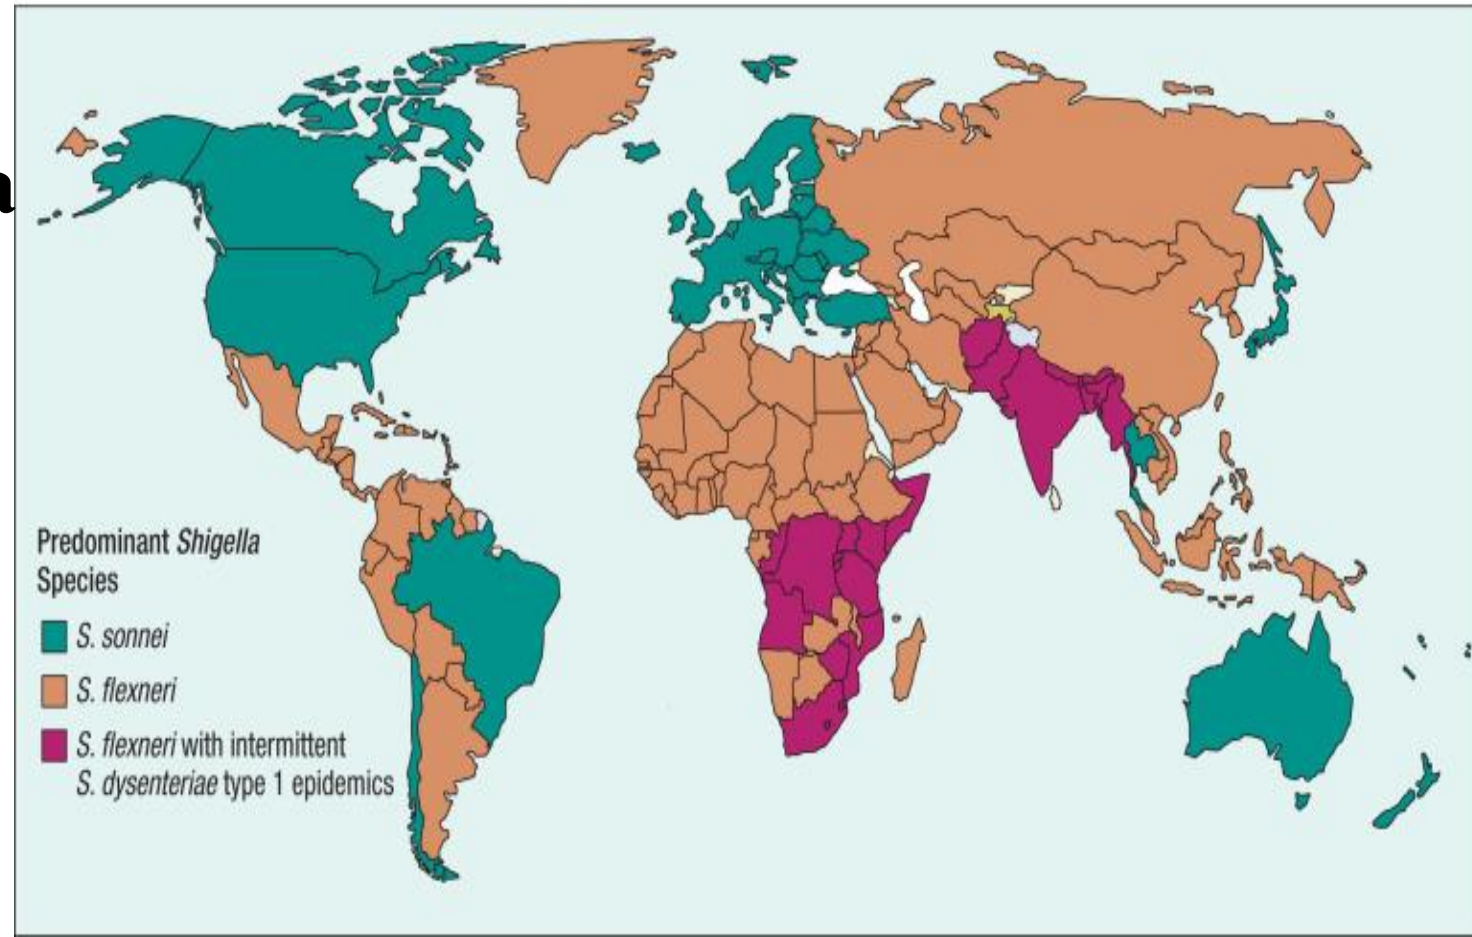 a
Predominant Shigella
Species
S. sonnei
S. flexneri
S. flexneri with intermittent
S. dysenteriae type 1 epidemics